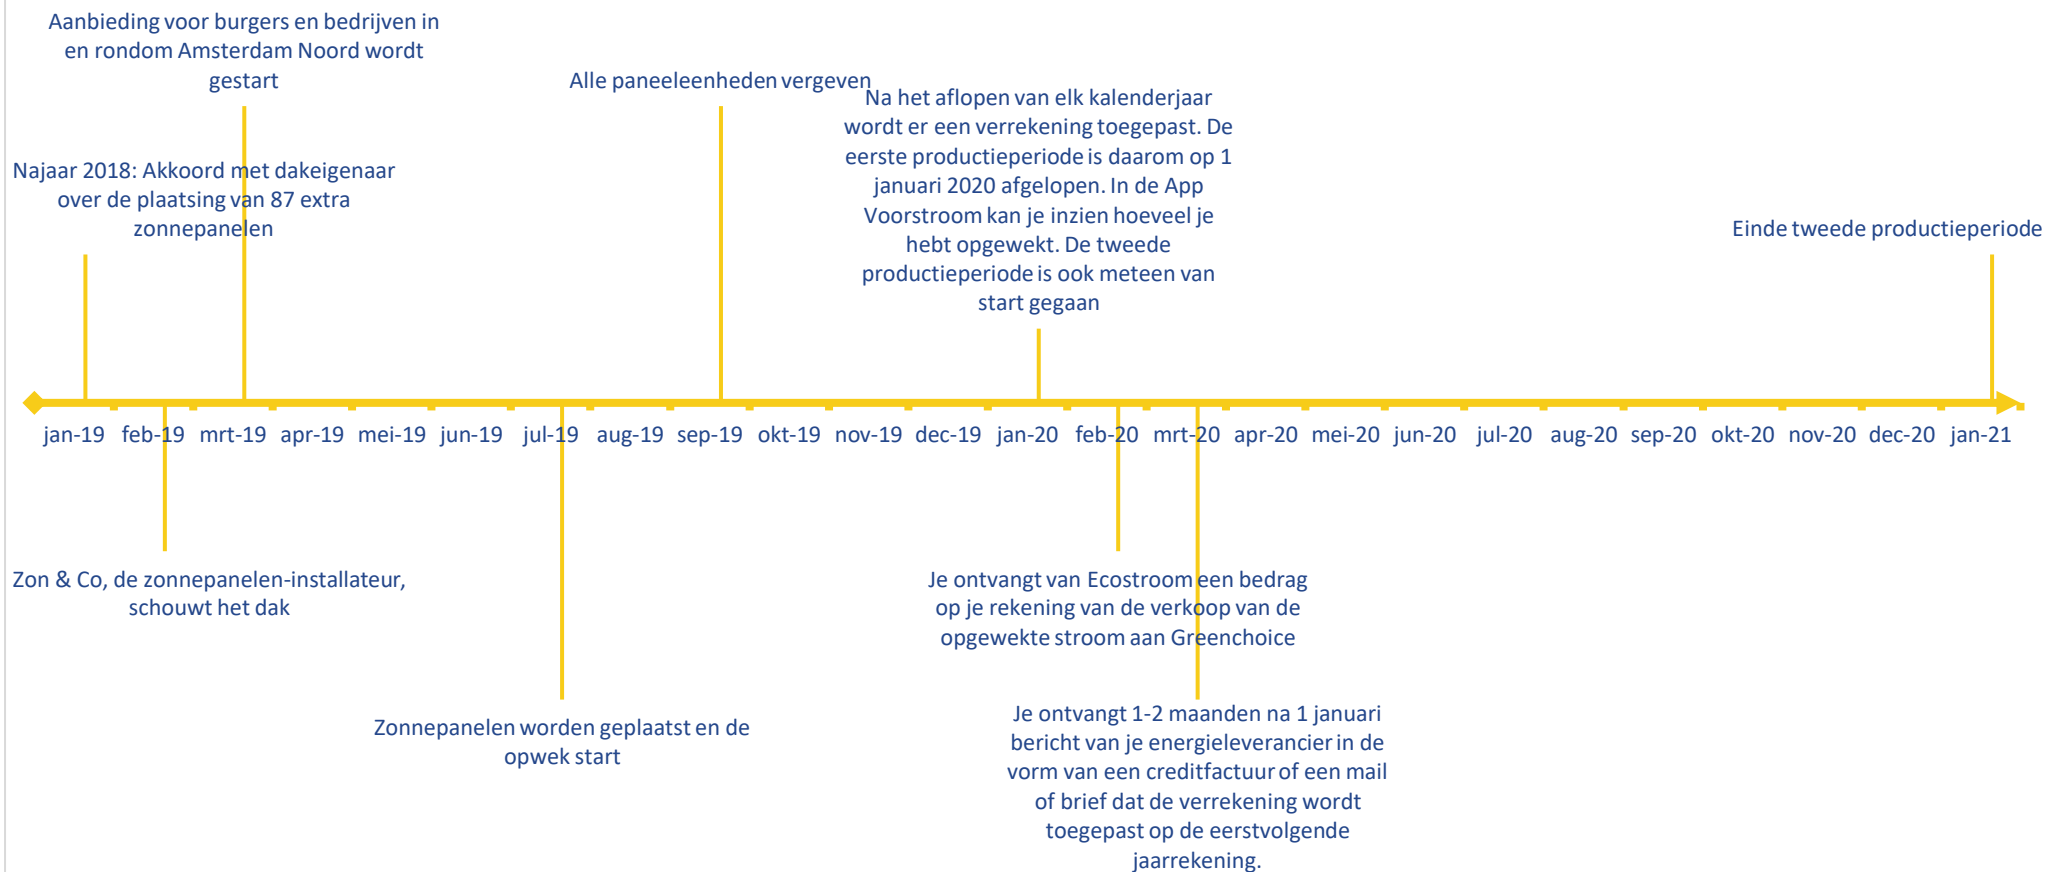 Aanbieding voor burgers en bedrijven in
en rondom Amsterdam Noord wordt
gestart
Alle paneeleenheden vergeven
Na het aflopen van elk kalenderjaar
wordt er een verrekening toegepast. De
eerste productieperiode is daarom op 1
januari 2020 afgelopen. In de App
Voorstroom kan je inzien hoeveel je
hebt opgewekt. De tweede
productieperiode is ook meteen van
start gegaan
Najaar 2018: Akkoord met dakeigenaar
over de plaatsing van 87 extra
zonnepanelen
Einde tweede productieperiode
jan-19 feb-19 mrt-19 apr-19 mei-19 jun-19 jul-19 aug-19 sep-19 okt-19 nov-19 dec-19 jan-20 feb-20 mrt-20 apr-20 mei-20 jun-20 jul-20 aug-20 sep-20 okt-20 nov-20 dec-20 jan-21
Zon & Co, de zonnepanelen-installateur,
schouwt het dak
Je ontvangt van Ecostroom een bedrag
op je rekening van de verkoop van de
opgewekte stroom aan Greenchoice
Zonnepanelen worden geplaatst en de
opwek start
Je ontvangt 1-2 maanden na 1 januari
bericht van je energieleverancier in de
vorm van een creditfactuur of een mail
of brief dat de verrekening wordt
toegepast op de eerstvolgende
jaarrekening.